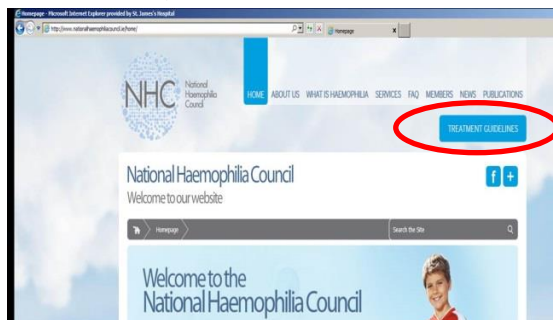 Homepage - Microsoft Internet Explorer provided by St. James's Hospital
http://www.nationalhaemophiliacouncil.ie/home/
Homepage
NHC
National
Haemophilia
Council
HOME ABOUT US WHAT IS HAEMOPHILIA SERVICES FAQ MEMBERS NEWS PUBLICATIONS
TREATMENT GUIDELINES
National Haemophilia Council
Welcome to our website
f +
Homepage
Search the Site
Welcome to the
National Haemophilia Council